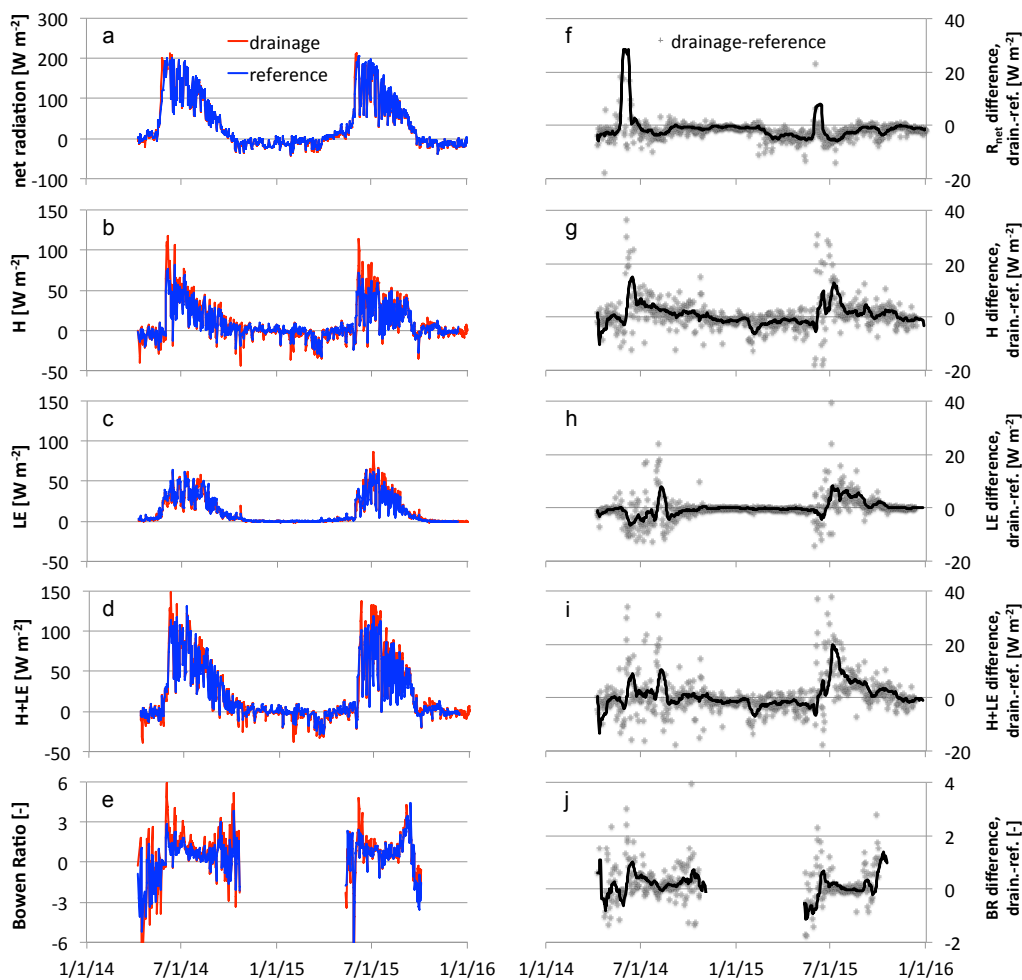 300
200
100
0
-100
net radiation [W m⁻²]
a
drainage
reference
40
20
0
-20
R_net difference,
drain.-ref. [W m⁻²]
f
drainage-reference
150
100
50
0
-50
H [W m⁻²]
b
40
20
0
-20
H difference,
drain.-ref. [W m⁻²]
g
150
100
50
0
-50
LE [W m⁻²]
c
40
20
0
-20
LE difference,
drain.-ref. [W m⁻²]
h
150
100
50
0
-50
H+LE [W m⁻²]
d
40
20
0
-20
H+LE difference,
drain.-ref. [W m⁻²]
i
6
3
0
-3
-6
Bowen Ratio [-]
e
4
2
0
-2
BR difference,
drain.-ref. [-]
j
1/1/14 7/1/14 1/1/15 7/1/15 1/1/16
1/1/14 7/1/14 1/1/15 7/1/15 1/1/16